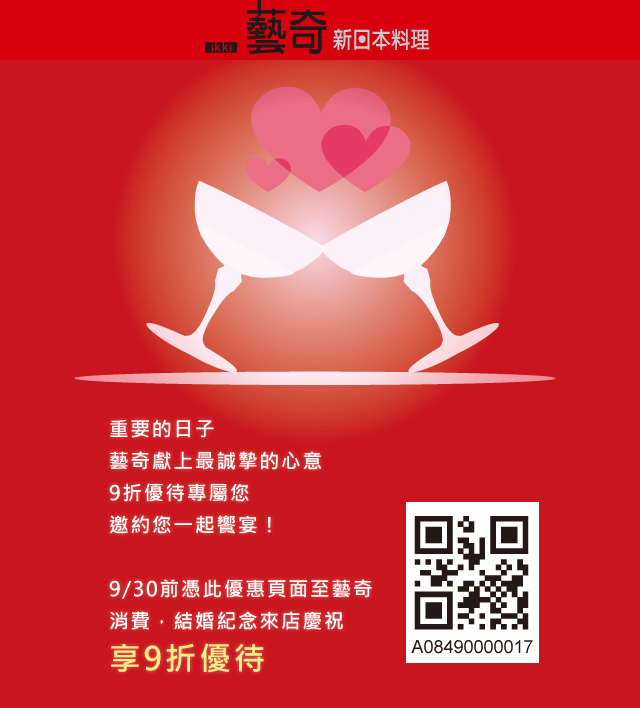 ikki 藝奇 新日本料理
重要的日子
藝奇獻上最誠摯的心意
9折優待專屬您
邀約您一起饗宴！
9/30前憑此優惠頁面至藝奇
消費，結婚紀念來店慶祝
享9折優待
A08490000017